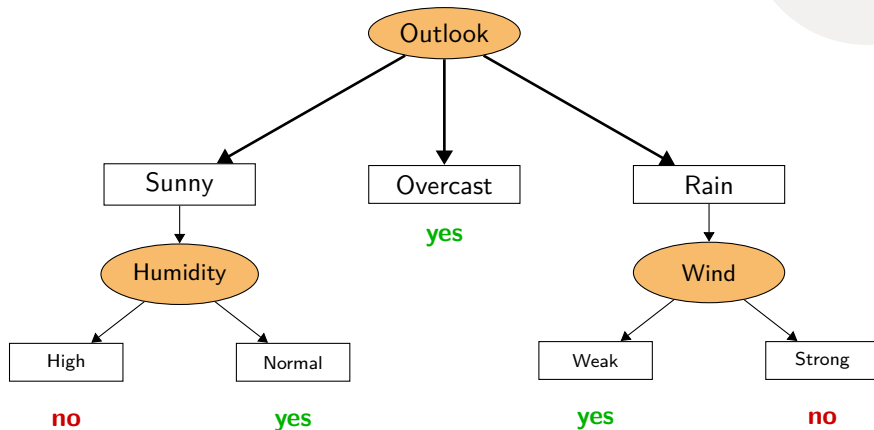 Outlook
Sunny
Overcast
Rain
yes
Humidity
Wind
High
Normal
Weak
Strong
no
yes
yes
no